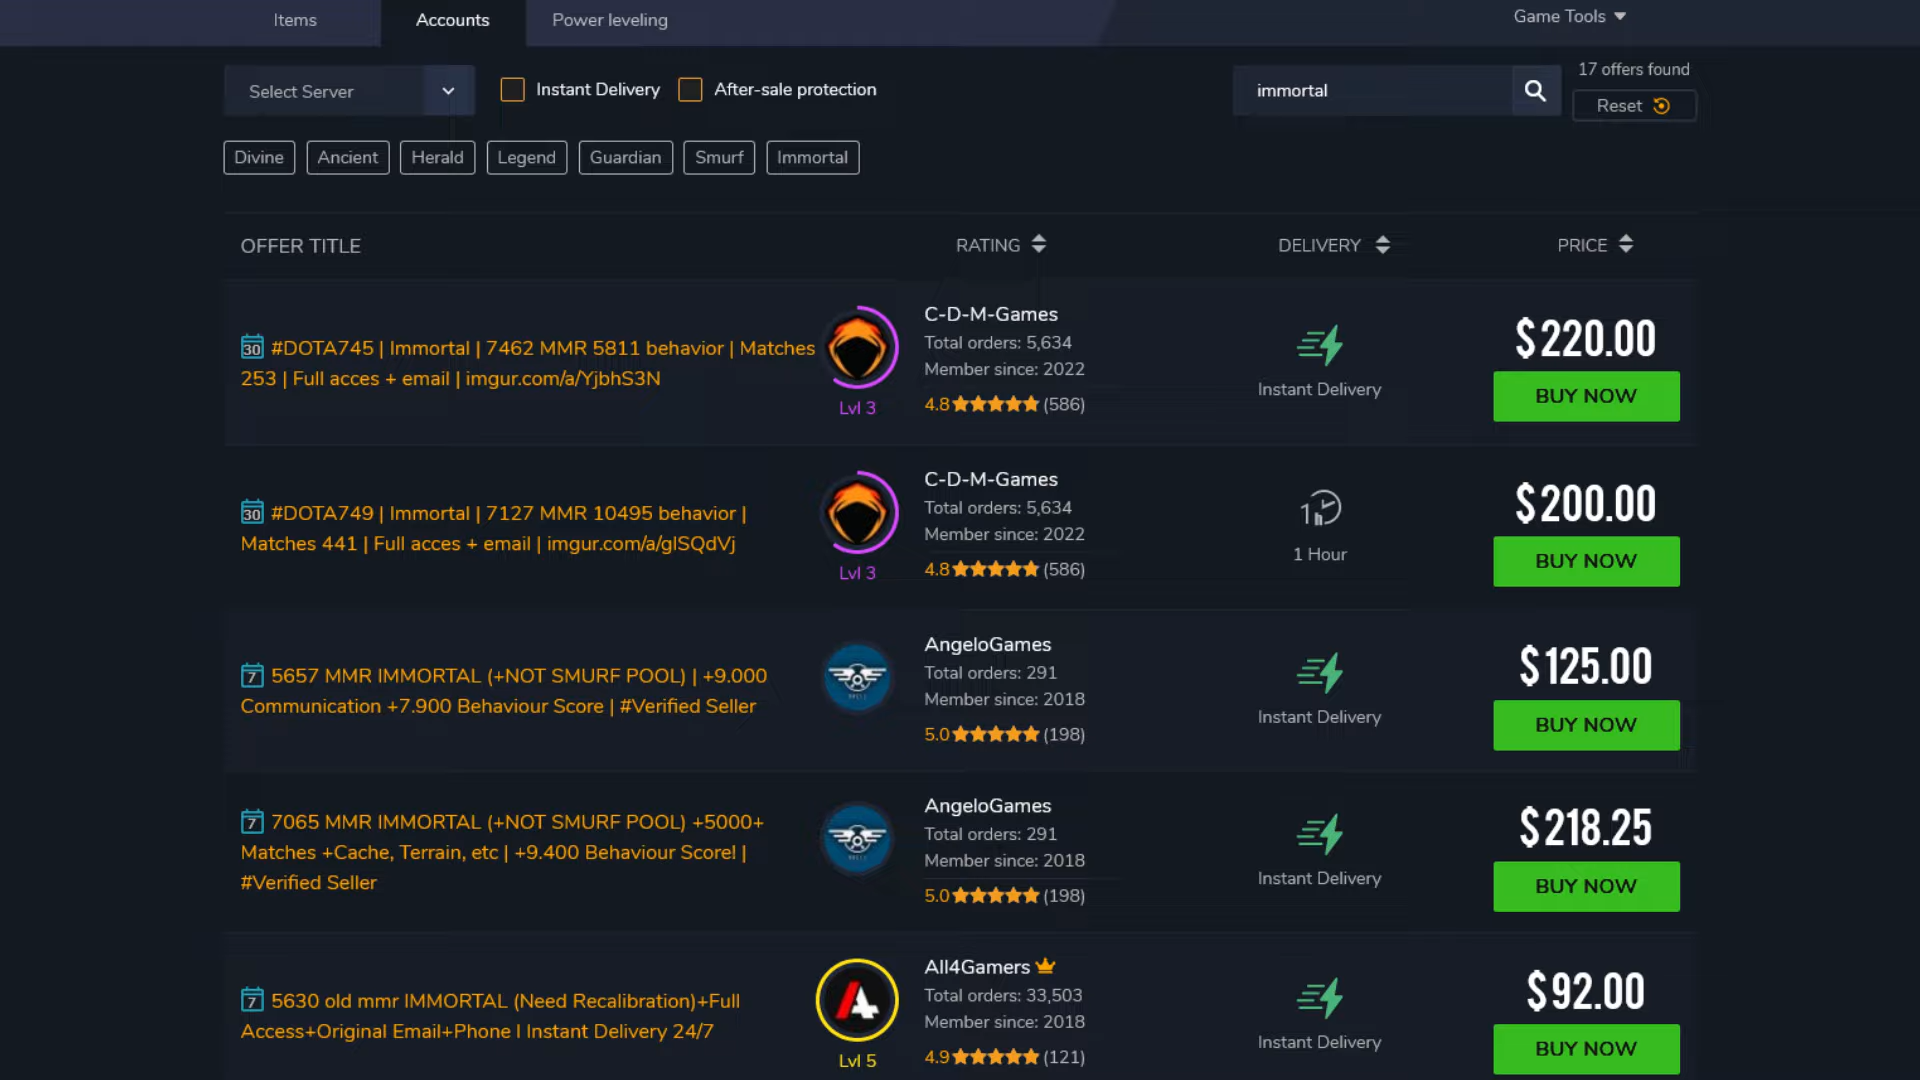 Items
Accounts
Power leveling
Game Tools
Select Server
Instant Delivery
After-sale protection
immortal
17 offers found
Reset
Divine
Ancient
Herald
Legend
Guardian
Smurf
Immortal
OFFER TITLE
RATING
DELIVERY
PRICE
30 #DOTA745 | Immortal | 7462 MMR 5811 behavior | Matches
253 | Full acces + email | imgur.com/a/YjbhS3N
Lvl 3
C-D-M-Games
Total orders: 5,634
Member since: 2022
4.8 (586)
Instant Delivery
$220.00
BUY NOW
30 #DOTA749 | Immortal | 7127 MMR 10495 behavior |
Matches 441 | Full acces + email | imgur.com/a/glSQdVj
Lvl 3
C-D-M-Games
Total orders: 5,634
Member since: 2022
4.8 (586)
1h
1 Hour
$200.00
BUY NOW
7 5657 MMR IMMORTAL (+NOT SMURF POOL) | +9.000
Communication +7.900 Behaviour Score | #Verified Seller
AngeloGames
Total orders: 291
Member since: 2018
5.0 (198)
Instant Delivery
$125.00
BUY NOW
7 7065 MMR IMMORTAL (+NOT SMURF POOL) +5000+
Matches +Cache, Terrain, etc | +9.400 Behaviour Score! |
#Verified Seller
AngeloGames
Total orders: 291
Member since: 2018
5.0 (198)
Instant Delivery
$218.25
BUY NOW
7 5630 old mmr IMMORTAL (Need Recalibration)+Full
Access+Original Email+Phone I Instant Delivery 24/7
Lvl 5
All4Gamers
Total orders: 33,503
Member since: 2018
4.9 (121)
Instant Delivery
$92.00
BUY NOW